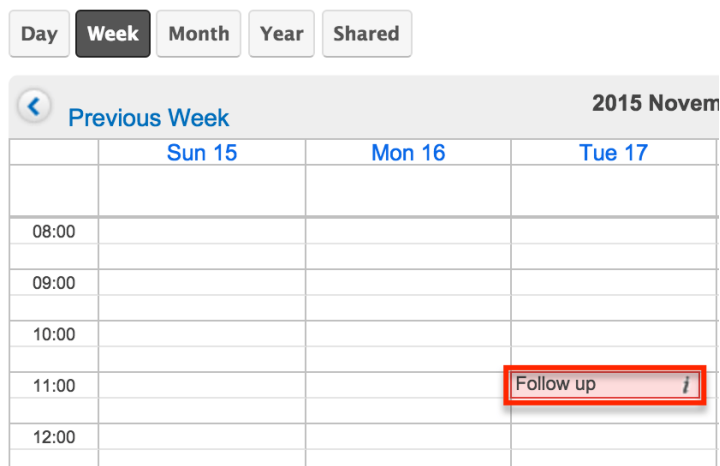 Day Week Month Year Shared
2015 Novem
Previous Week
Sun 15 Mon 16 Tue 17
08:00
09:00
10:00
11:00 Follow up i
12:00